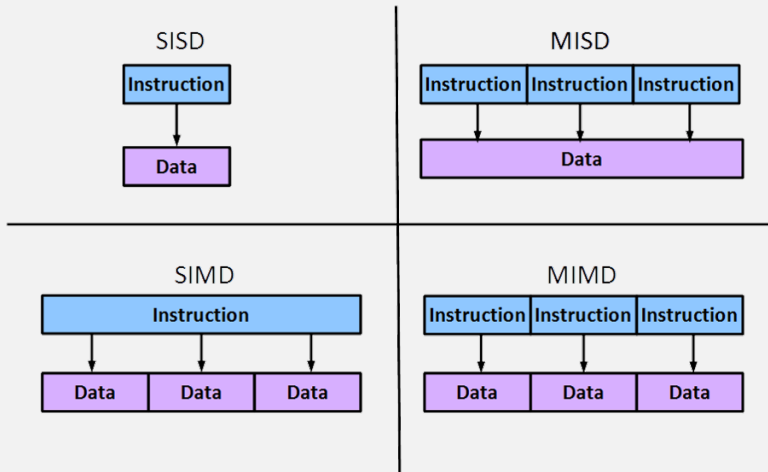 SISD
Instruction
Data
MISD
Instruction Instruction Instruction
Data
SIMD
Instruction
Data Data Data
MIMD
Instruction Instruction Instruction
Data Data Data